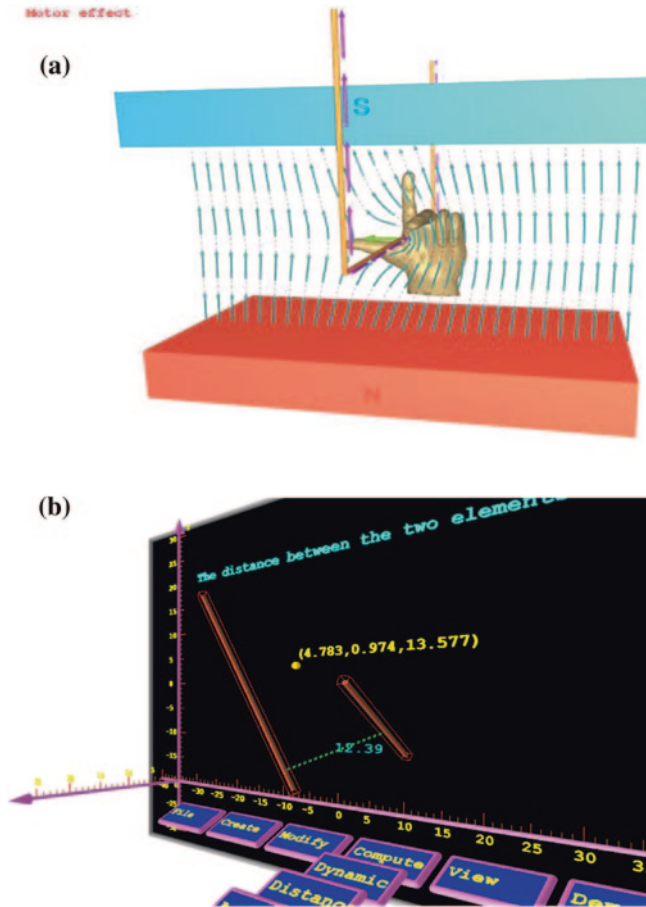 Motor effect
(a)
S
N
(b)
The distance between the two elements
(4.783,0.974,13.577)
12.39
30
25
20
15
10
5
0
-5
-10
-15
-20
-25
-30
-25
-20
-15
-10
-5
0
5
10
15
20
25
30
File
Create
Modify
Compute
View
Dynamic
Distance